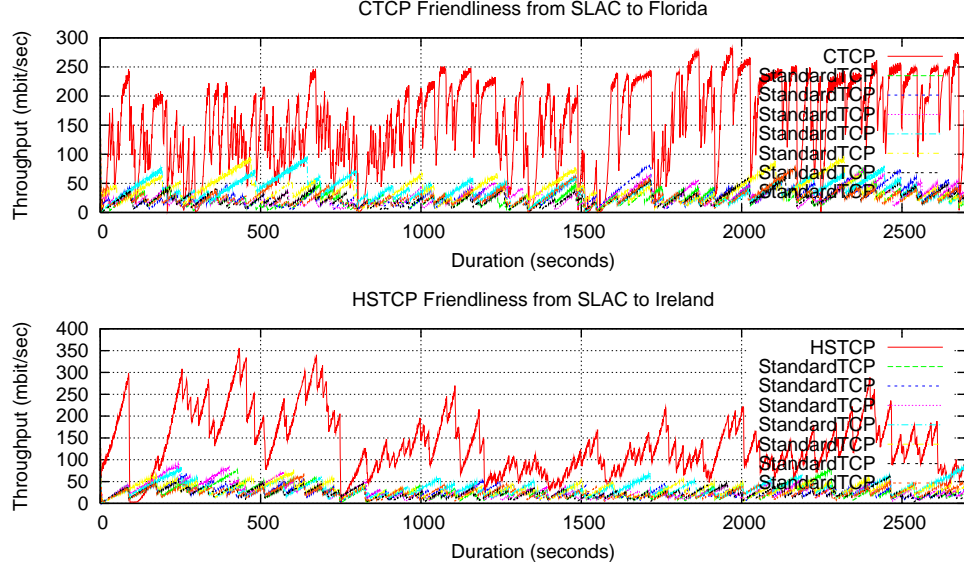 CTCP Friendliness from SLAC to Florida
Throughput (mbit/sec)
300
250
200
150
100
50
0
CTCP
StandardTCP
StandardTCP
StandardTCP
StandardTCP
StandardTCP
StandardTCP
StandardTCP
0 500 1000 1500 2000 2500
Duration (seconds)
HSTCP Friendliness from SLAC to Ireland
Throughput (mbit/sec)
400
350
300
250
200
150
100
50
0
HSTCP
StandardTCP
StandardTCP
StandardTCP
StandardTCP
StandardTCP
StandardTCP
StandardTCP
0 500 1000 1500 2000 2500
Duration (seconds)